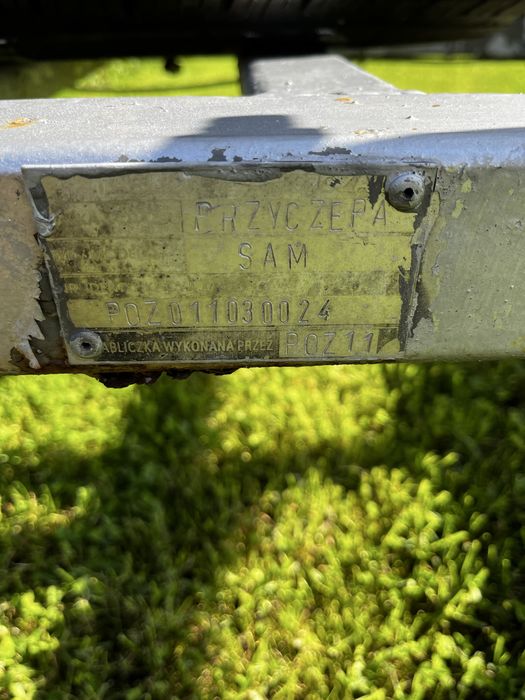 PRZYCZEPA
SAM
POZ011030024
TABLICZKA WYKONANA PRZEZ POZ11